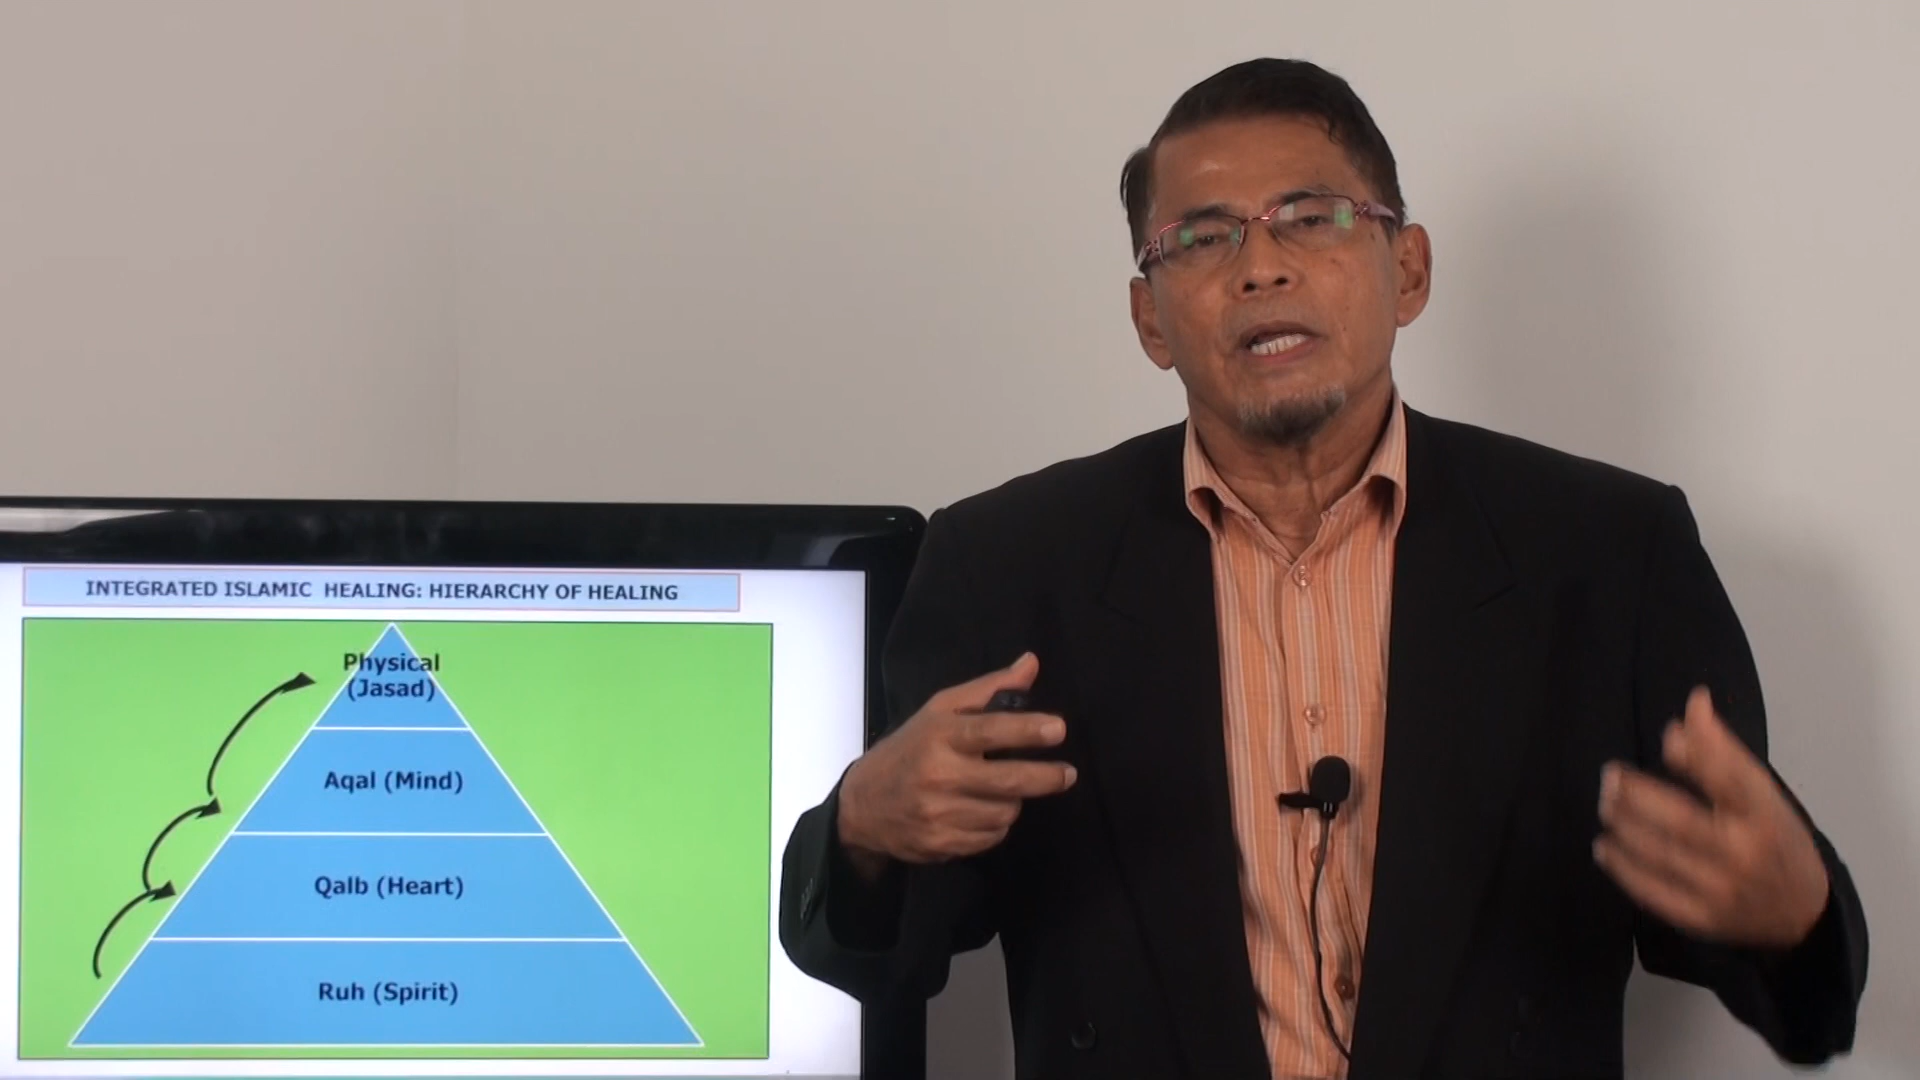 INTEGRATED ISLAMIC HEALING: HIERARCHY OF HEALING
Physical
(Jasad)
Aqal (Mind)
Qalb (Heart)
Ruh (Spirit)